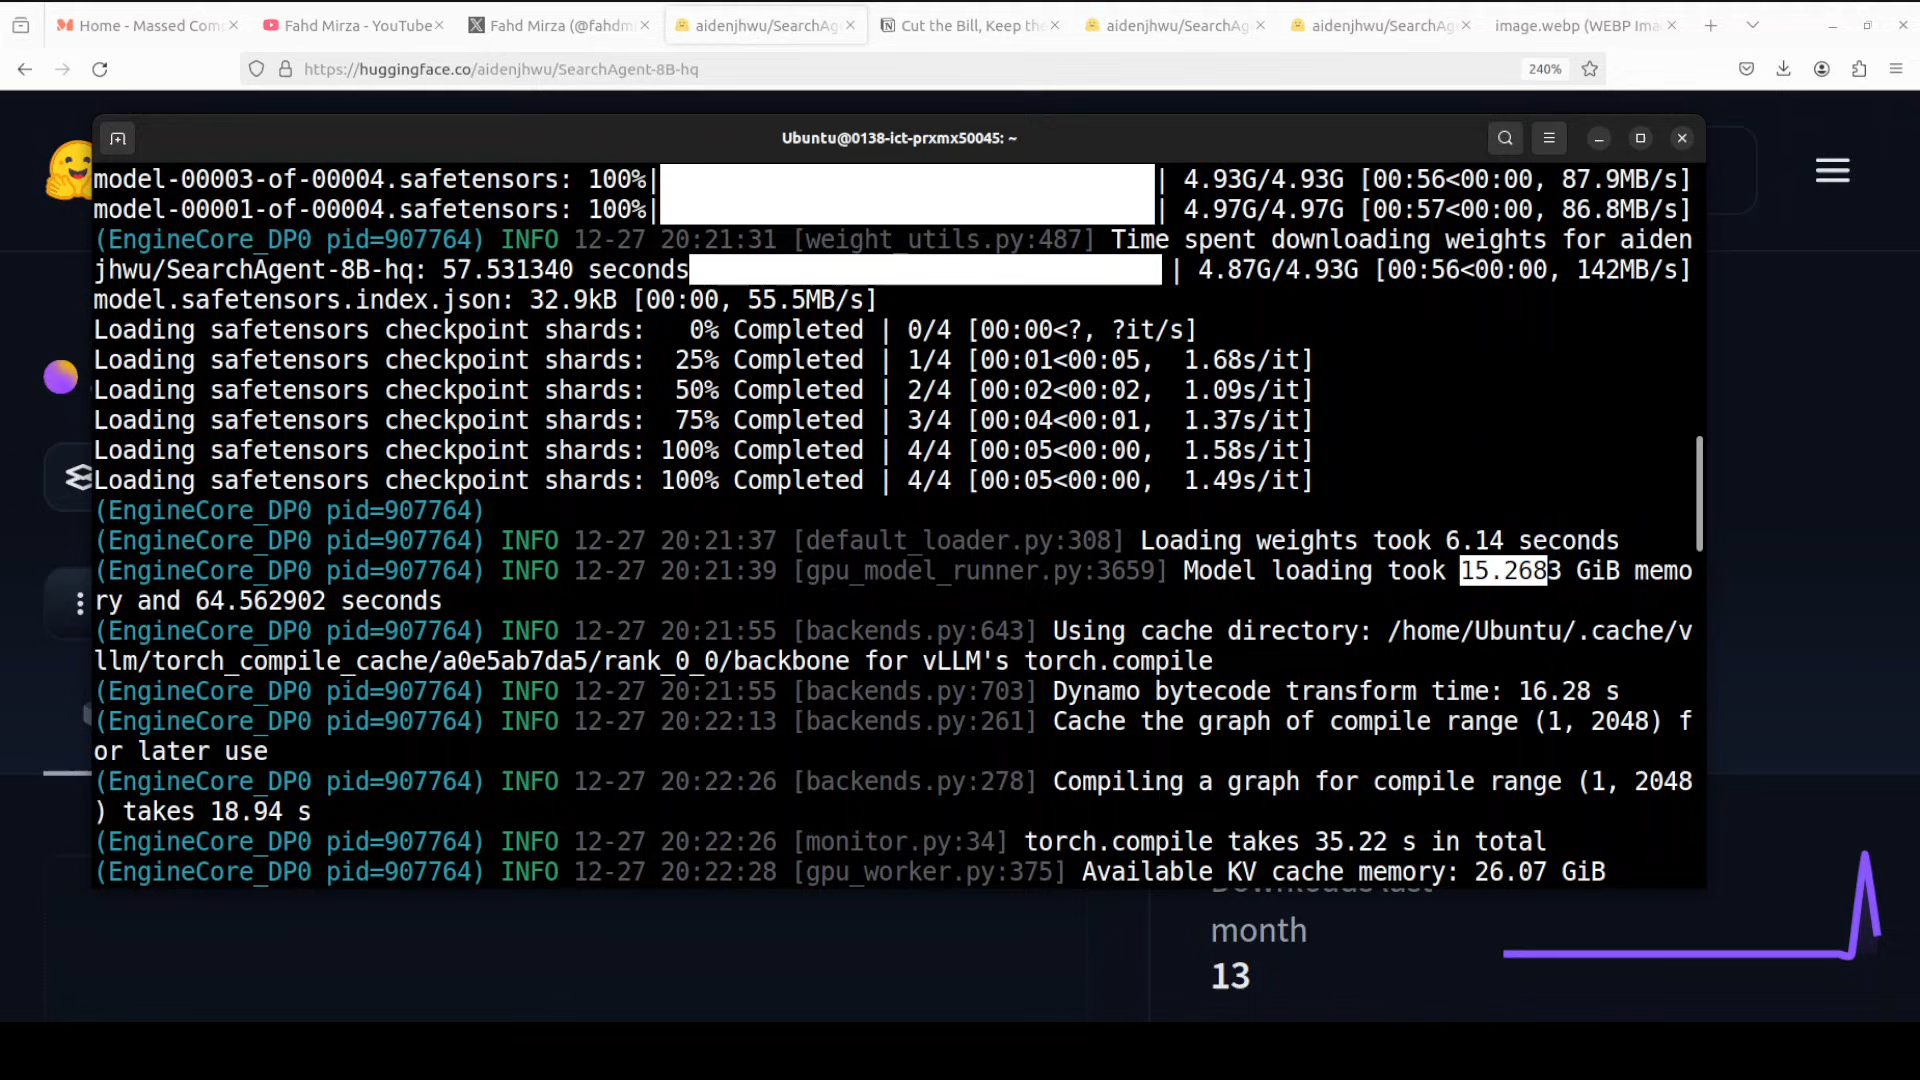 Home - Massed Com
Fahd Mirza - YouTube
Fahd Mirza (@fahdm
aidenjhwu/SearchAg
Cut the Bill, Keep the
aidenjhwu/SearchAg
aidenjhwu/SearchAg
image.webp (WEBP Ima
https://huggingface.co/aidenjhwu/SearchAgent-8B-hq
240%
Ubuntu@0138-ict-prxmx50045: ~
model-00003-of-00004.safetensors: 100%| | 4.93G/4.93G [00:56<00:00, 87.9MB/s]
model-00001-of-00004.safetensors: 100%| | 4.97G/4.97G [00:57<00:00, 86.8MB/s]
(EngineCore_DP0 pid=907764) INFO 12-27 20:21:31 [weight_utils.py:487] Time spent downloading weights for aiden
jhwu/SearchAgent-8B-hq: 57.531340 seconds | 4.87G/4.93G [00:56<00:00, 142MB/s]
model.safetensors.index.json: 32.9kB [00:00, 55.5MB/s]
Loading safetensors checkpoint shards:   0% Completed | 0/4 [00:00<?, ?it/s]
Loading safetensors checkpoint shards:  25% Completed | 1/4 [00:01<00:05,  1.68s/it]
Loading safetensors checkpoint shards:  50% Completed | 2/4 [00:02<00:02,  1.09s/it]
Loading safetensors checkpoint shards:  75% Completed | 3/4 [00:04<00:01,  1.37s/it]
Loading safetensors checkpoint shards: 100% Completed | 4/4 [00:05<00:00,  1.58s/it]
Loading safetensors checkpoint shards: 100% Completed | 4/4 [00:05<00:00,  1.49s/it]
(EngineCore_DP0 pid=907764)
(EngineCore_DP0 pid=907764) INFO 12-27 20:21:37 [default_loader.py:308] Loading weights took 6.14 seconds
(EngineCore_DP0 pid=907764) INFO 12-27 20:21:39 [gpu_model_runner.py:3659] Model loading took 15.2683 GiB memo
ry and 64.562902 seconds
(EngineCore_DP0 pid=907764) INFO 12-27 20:21:55 [backends.py:643] Using cache directory: /home/Ubuntu/.cache/v
llm/torch_compile_cache/a0e5ab7da5/rank_0_0/backbone for vLLM's torch.compile
(EngineCore_DP0 pid=907764) INFO 12-27 20:21:55 [backends.py:703] Dynamo bytecode transform time: 16.28 s
(EngineCore_DP0 pid=907764) INFO 12-27 20:22:13 [backends.py:261] Cache the graph of compile range (1, 2048) f
or later use
(EngineCore_DP0 pid=907764) INFO 12-27 20:22:26 [backends.py:278] Compiling a graph for compile range (1, 2048
) takes 18.94 s
(EngineCore_DP0 pid=907764) INFO 12-27 20:22:26 [monitor.py:34] torch.compile takes 35.22 s in total
(EngineCore_DP0 pid=907764) INFO 12-27 20:22:28 [gpu_worker.py:375] Available KV cache memory: 26.07 GiB
Downloads last
month
13